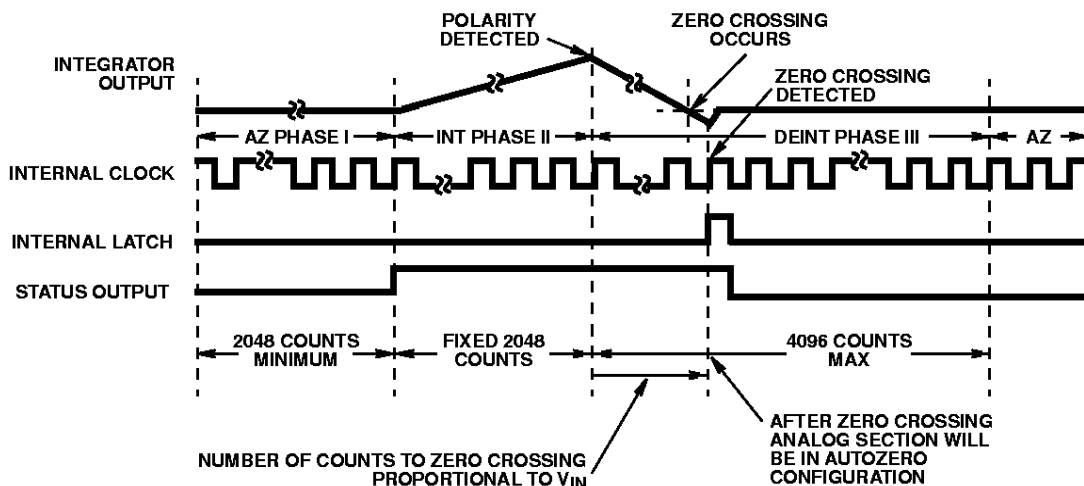 POLARITY
DETECTED
ZERO CROSSING
OCCURS
INTEGRATOR
OUTPUT
ZERO CROSSING
DETECTED
AZ PHASE I
INT PHASE II
DEINT PHASE III
AZ
INTERNAL CLOCK
INTERNAL LATCH
STATUS OUTPUT
2048 COUNTS
MINIMUM
FIXED 2048
COUNTS
4096 COUNTS
MAX
NUMBER OF COUNTS TO ZERO CROSSING
PROPORTIONAL TO VIN
AFTER ZERO CROSSING
ANALOG SECTION WILL
BE IN AUTOZERO
CONFIGURATION